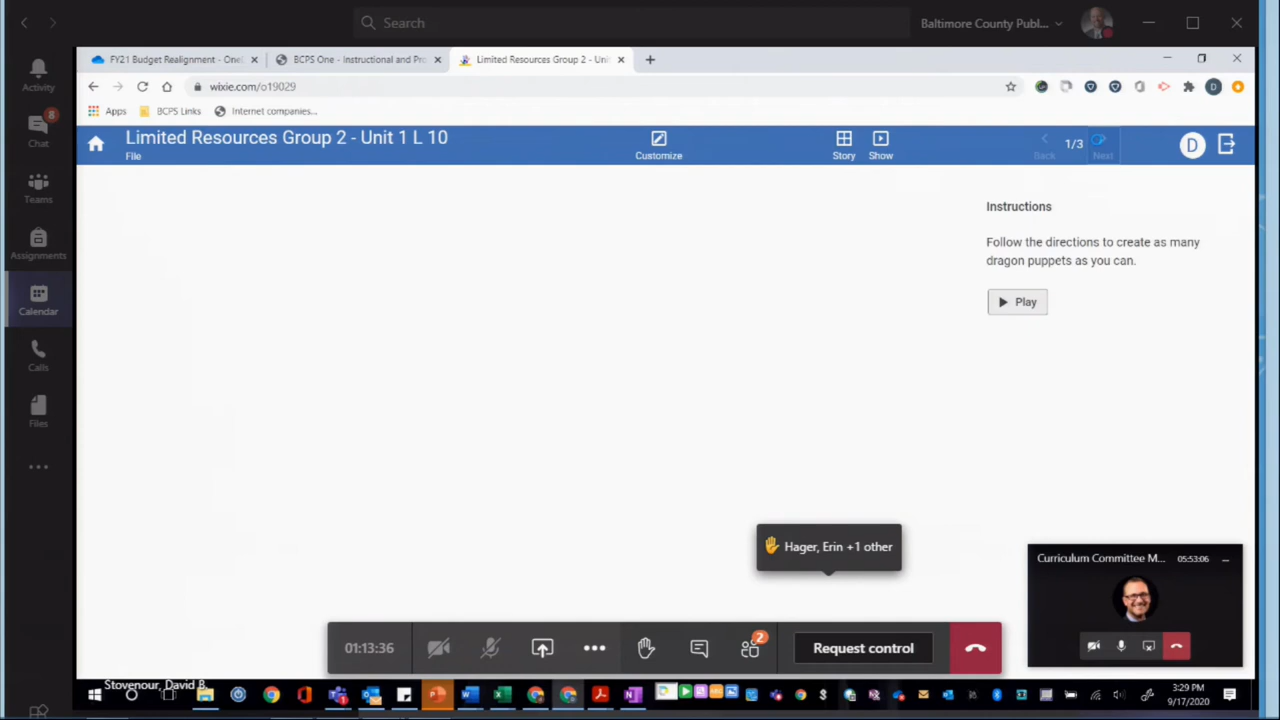 Search
Baltimore County Publ...
Activity
8
Chat
Teams
Assignments
Calendar
Calls
Files
FY21 Budget Realignment - One
BCPS One - Instructional and Pro
Limited Resources Group 2 - Unit
wixie.com/o19029
Apps
BCPS Links
Internet companies...
Limited Resources Group 2 - Unit 1 L 10
File
Customize
Story
Show
Back
1/3
Next
D
Instructions
Follow the directions to create as many
dragon puppets as you can.
Play
Hager, Erin +1 other
Curriculum Committee M...
05:53:06
01:13:36
2
Request control
Stovenour, David B.
3:29 PM
9/17/2020